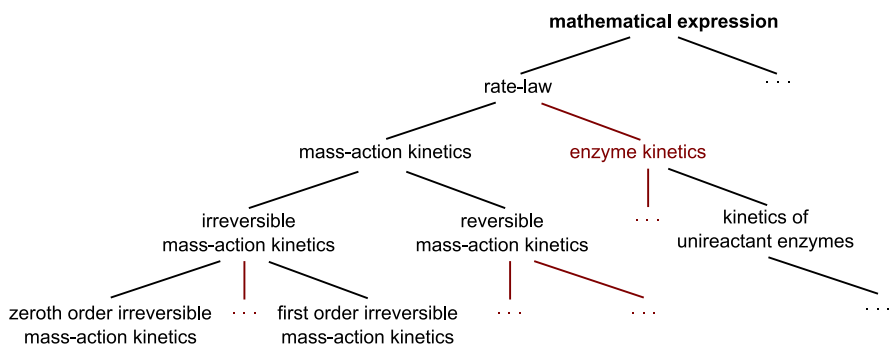 mathematical expression
rate-law
. . .
mass-action kinetics
enzyme kinetics
irreversible
mass-action kinetics
reversible
mass-action kinetics
. . .
kinetics of
unireactant enzymes
zeroth order irreversible
mass-action kinetics
. . .
first order irreversible
mass-action kinetics
. . .
. . .
. . .